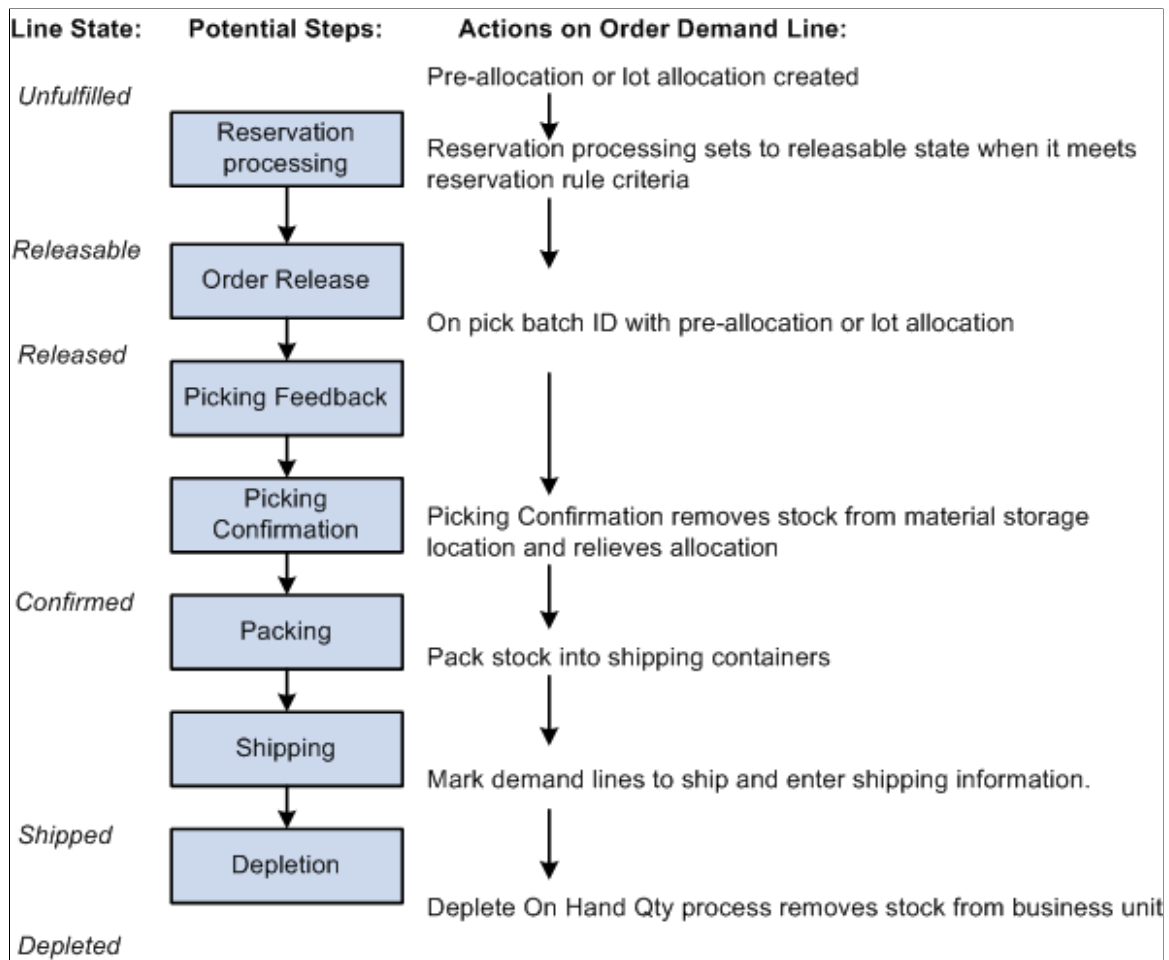 Line State: Potential Steps: Actions on Order Demand Line:
Pre-allocation or lot allocation created
Unfulfilled
Reservation
processing
Reservation processing sets to releasable state when it meets
reservation rule criteria
Releasable
Order Release
On pick batch ID with pre-allocation or lot allocation
Released
Picking Feedback
Picking
Confirmation
Picking Confirmation removes stock from material storage
location and relieves allocation
Confirmed
Packing
Pack stock into shipping containers
Shipping
Mark demand lines to ship and enter shipping information.
Shipped
Depletion
Deplete On Hand Qty process removes stock from business unit
Depleted